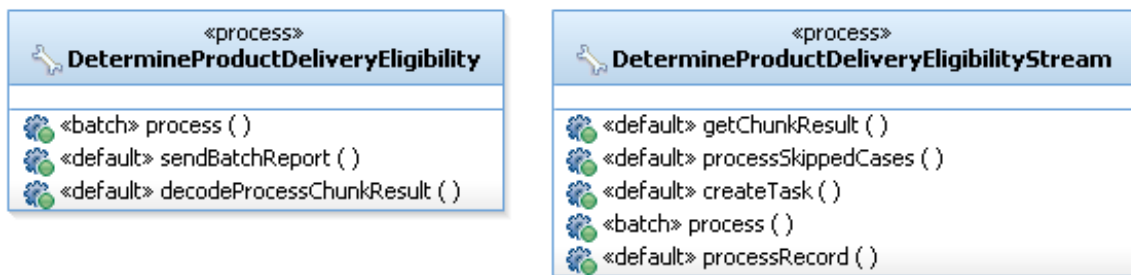 «process»
DetermineProductDeliveryEligibility
«batch» process ( )
«default» sendBatchReport ( )
«default» decodeProcessChunkResult ( )
«process»
DetermineProductDeliveryEligibilityStream
«default» getChunkResult ( )
«default» processSkippedCases ( )
«default» createTask ( )
«batch» process ( )
«default» processRecord ( )